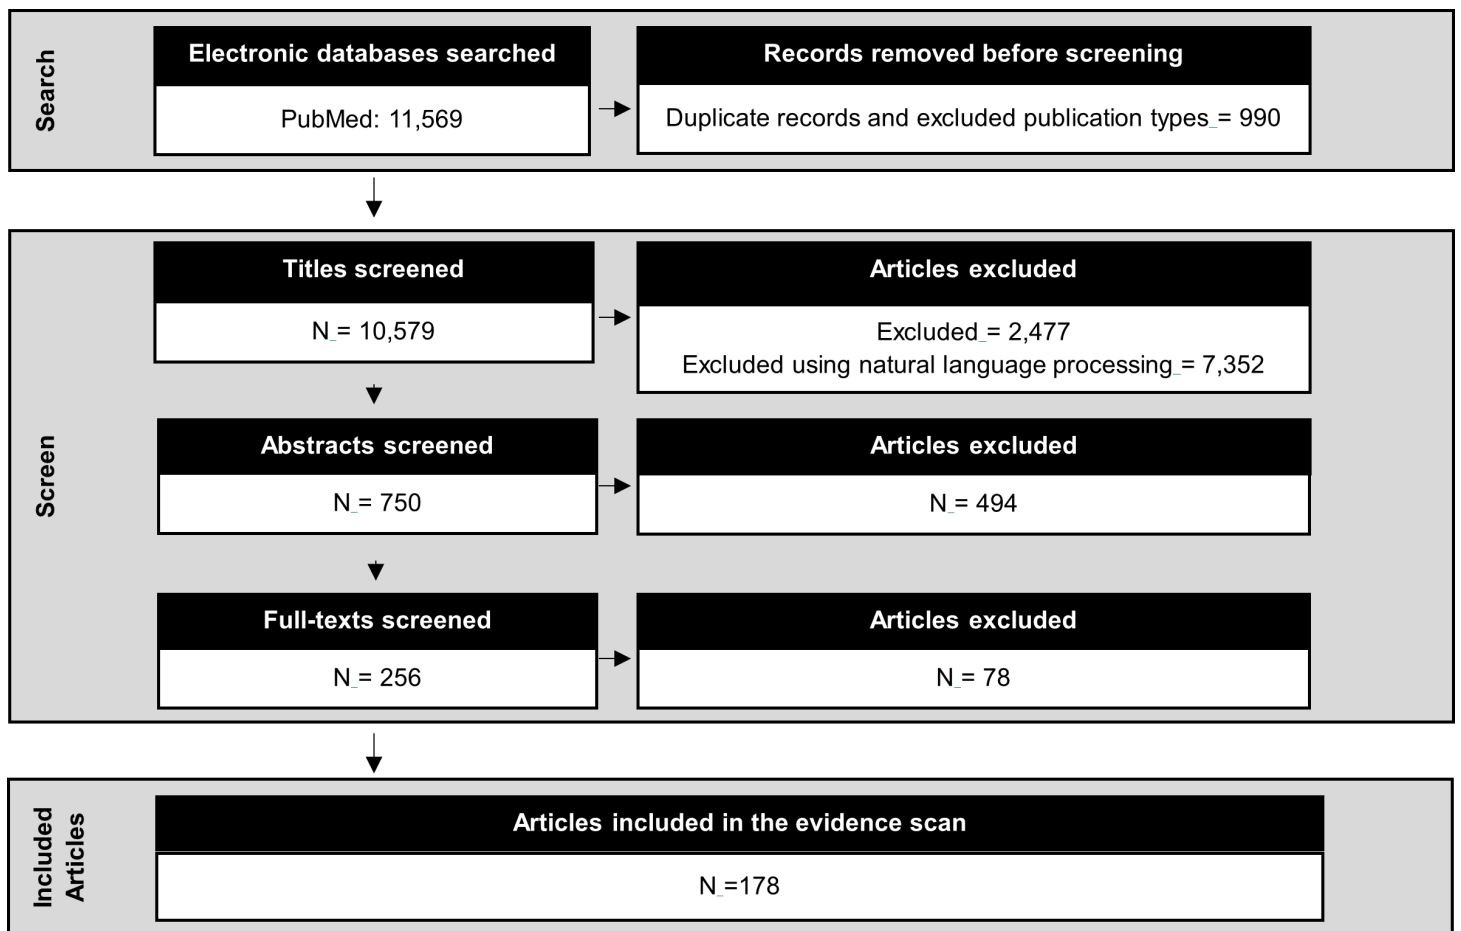 Search
Electronic databases searched
PubMed: 11,569
Records removed before screening
Duplicate records and excluded publication types = 990
Screen
Titles screened
N = 10,579
Articles excluded
Excluded = 2,477
Excluded using natural language processing = 7,352
Abstracts screened
N = 750
Articles excluded
N = 494
Full-texts screened
N = 256
Articles excluded
N = 78
Included
Articles
Articles included in the evidence scan
N =178